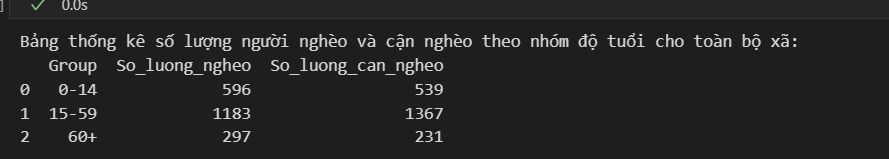 0.0s
Bảng thống kê số lượng người nghèo và cận nghèo theo nhóm độ tuổi cho toàn bộ xã:
Group So_luong_ngheo So_luong_can_ngheo
0 0-14 596 539
1 15-59 1183 1367
2 60+ 297 231